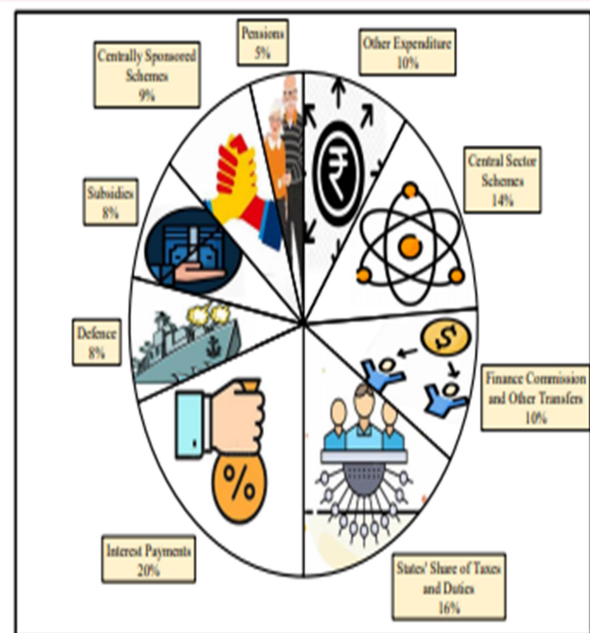 Pensions
5%
Other Expenditure
10%
Centrally Sponsored
Schemes
9%
Central Sector
Schemes
14%
Subsidies
8%
₹
Defence
8%
$
Finance Commission
and Other Transfers
10%
%
Interest Payments
20%
States' Share of Taxes
and Duties
16%